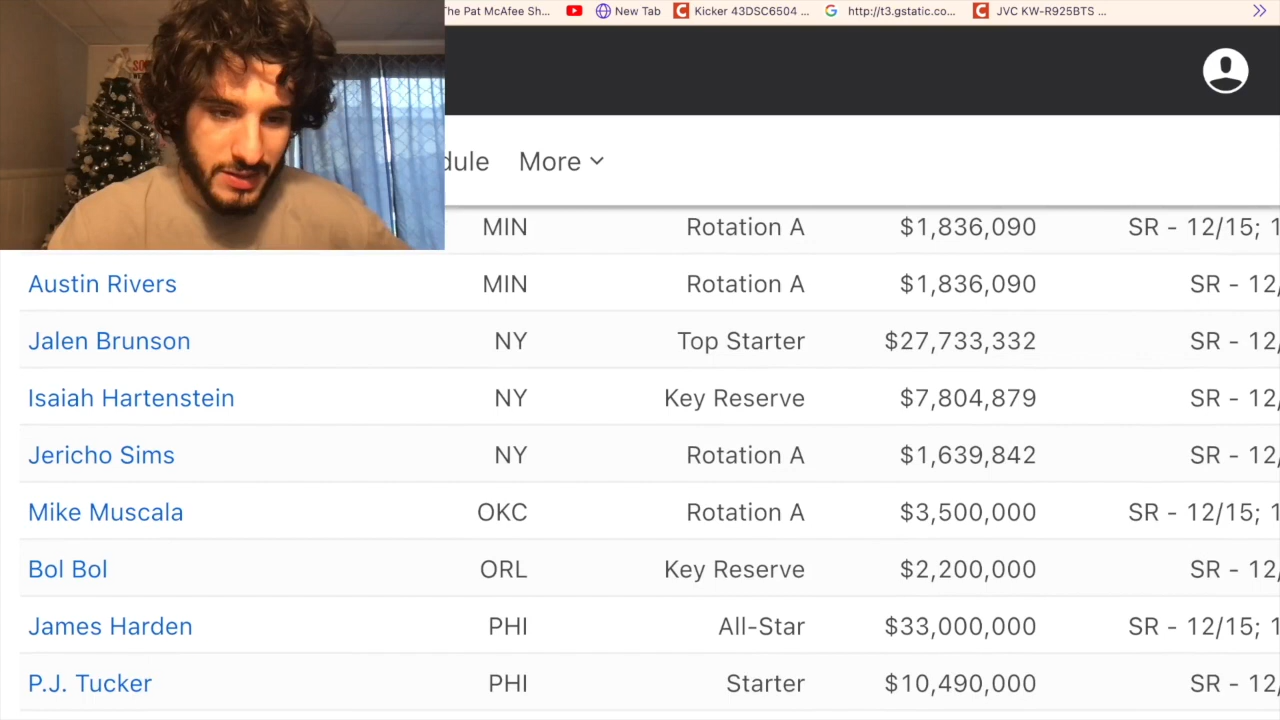 The Pat McAfee Sh... New Tab Kicker 43DSC6504 ... http://t3.gstatic.co... JVC KW-R925BTS ...
dule More
MIN Rotation A $1,836,090 SR - 12/15; 1
Austin Rivers MIN Rotation A $1,836,090 SR - 12/
Jalen Brunson NY Top Starter $27,733,332 SR - 12/
Isaiah Hartenstein NY Key Reserve $7,804,879 SR - 12/
Jericho Sims NY Rotation A $1,639,842 SR - 12/
Mike Muscala OKC Rotation A $3,500,000 SR - 12/15; 1
Bol Bol ORL Key Reserve $2,200,000 SR - 12/
James Harden PHI All-Star $33,000,000 SR - 12/15; 1
P.J. Tucker PHI Starter $10,490,000 SR - 12/